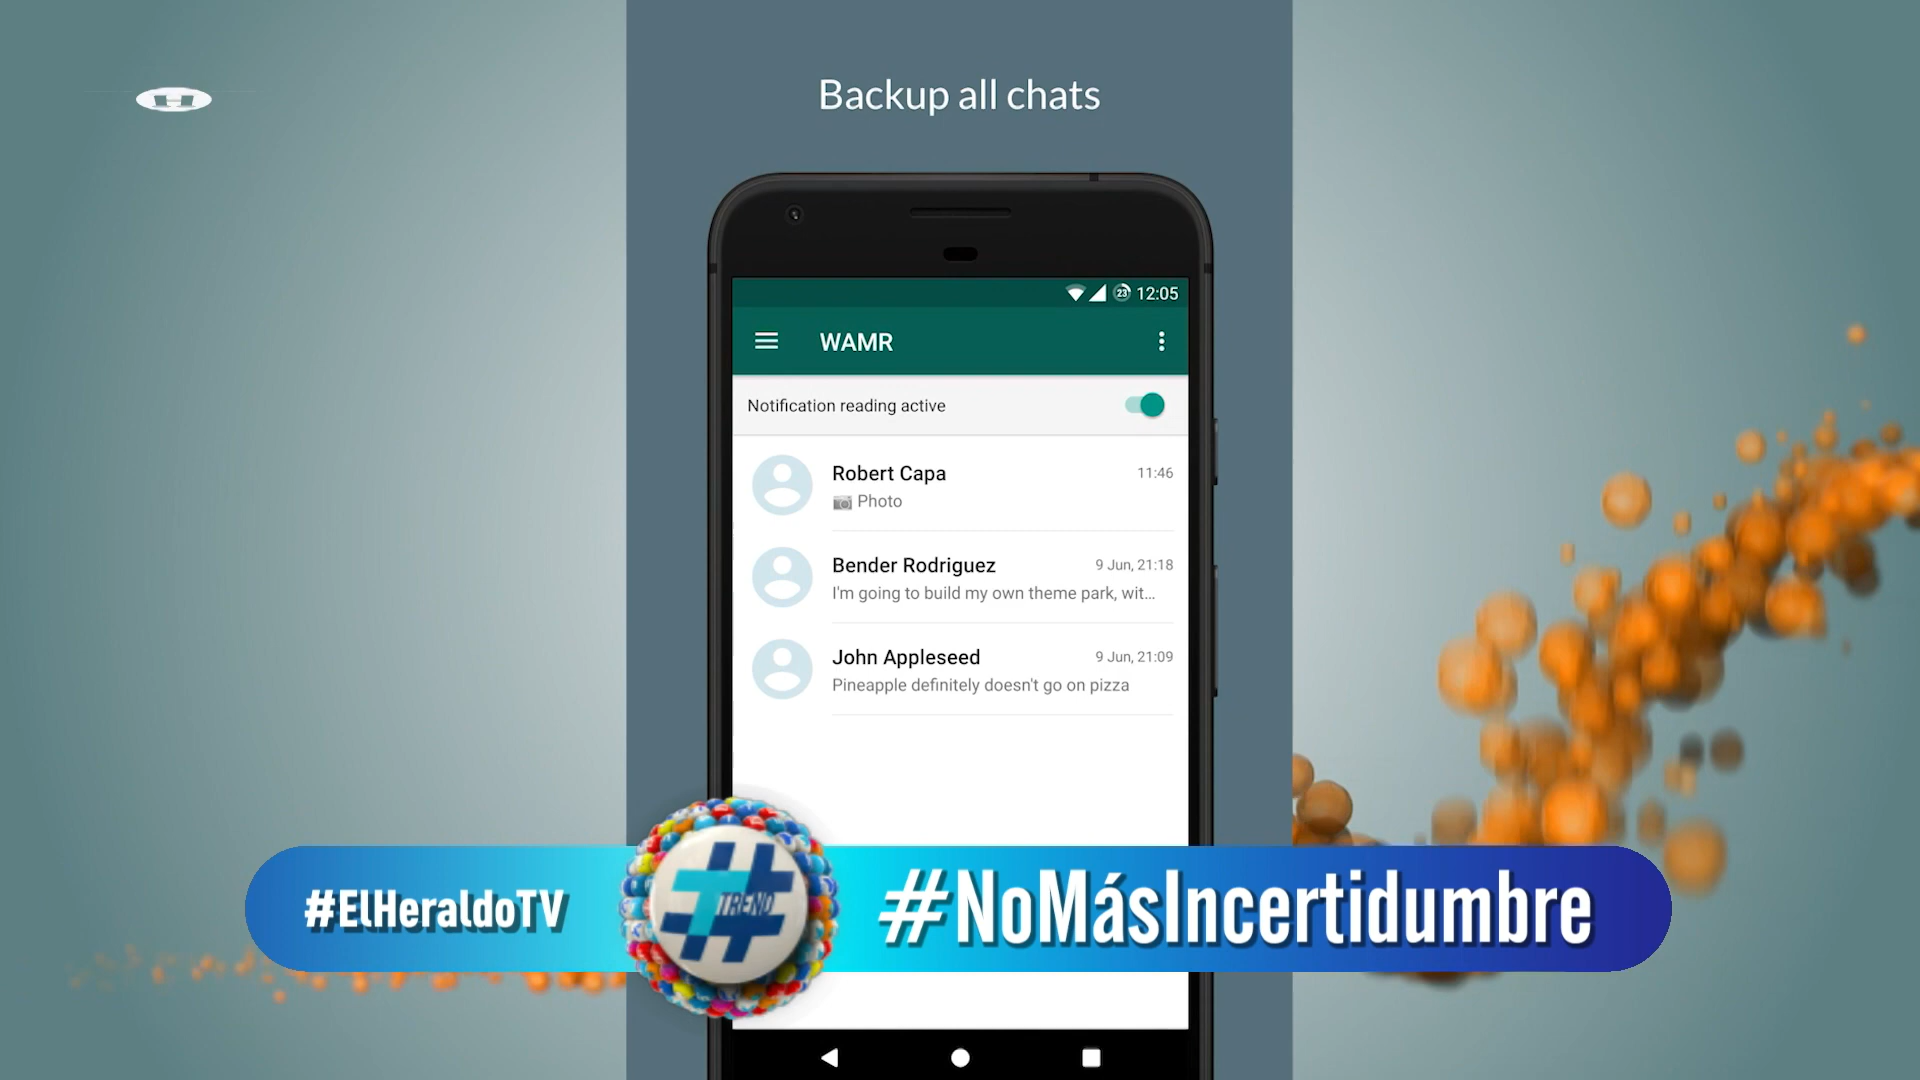 H
Backup all chats
23 12:05
WAMR
Notification reading active
Robert Capa 11:46
Photo
Bender Rodriguez 9 Jun, 21:18
I'm going to build my own theme park, wit...
John Appleseed 9 Jun, 21:09
Pineapple definitely doesn't go on pizza
#ElHeraldoTV
#TREND
#NoMásIncertidumbre